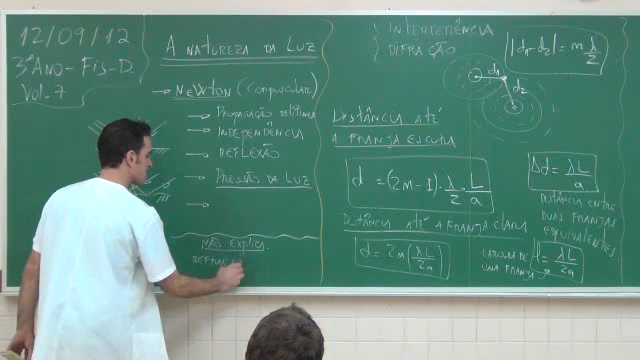 12/09/12
3º Ano - Fis-D
Vol. 7
A natureza da Luz
Newton (corpuscular)
→ Propagação retilínea
→ Independência
→ Reflexão
→ Pressão da Luz
→
Não explica
Refração
Interferência
Difração
|d₁-d₂| = m λ/2
d₁
d₂
Distância até
a franja escura
d = (2m-1) · λ/2 · L/a
Distância até a franja clara
d = 2m (λL/2a)
Δd = λL/a
Distância entre
duas franjas
equivalentes
Largura de
uma franja
l = λL/2a